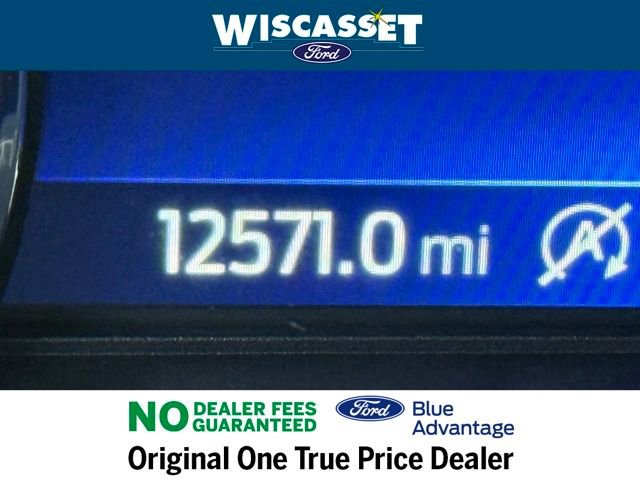 WISCASSET
Ford
12571.0 mi
A
NO DEALER FEES
GUARANTEED
Ford
Blue
Advantage
Original One True Price Dealer